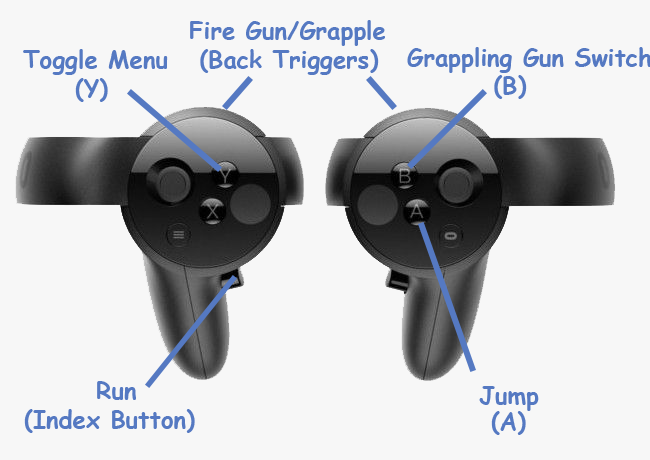 Fire Gun/Grapple
(Back Triggers)
Toggle Menu
(Y)
Grappling Gun Switch
(B)
Y
X
B
A
Run
(Index Button)
Jump
(A)